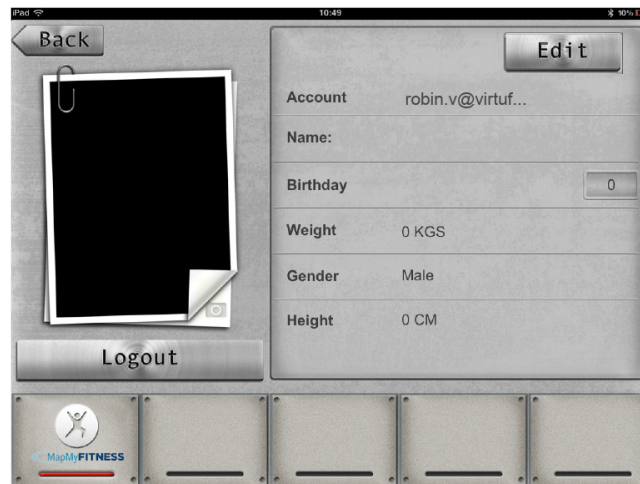 iPad 10:49 10%
Back
Edit
Account robin.v@virtuf...
Name:
Birthday 0
Weight 0 KGS
Gender Male
Height 0 CM
Logout
MapMyFITNESS